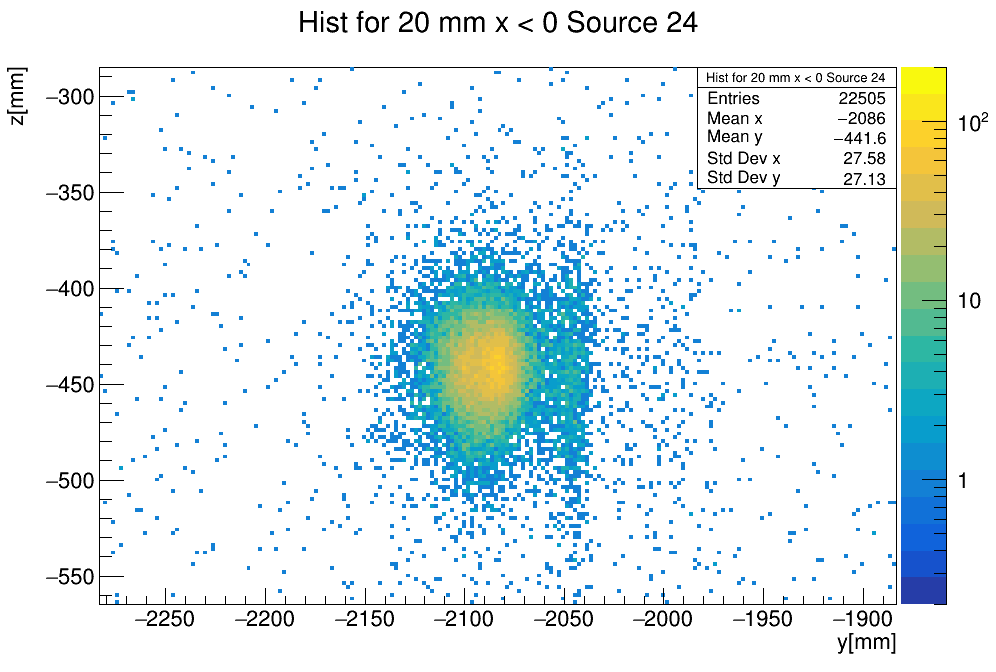 Hist for 20 mm x < 0 Source 24
z[mm]
Hist for 20 mm x < 0 Source 24
Entries 22505
Mean x −2086
Mean y −441.6
Std Dev x 27.58
Std Dev y 27.13
−300
−350
−400
−450
−500
−550
10²
10
1
−2250 −2200 −2150 −2100 −2050 −2000 −1950 −1900
y[mm]